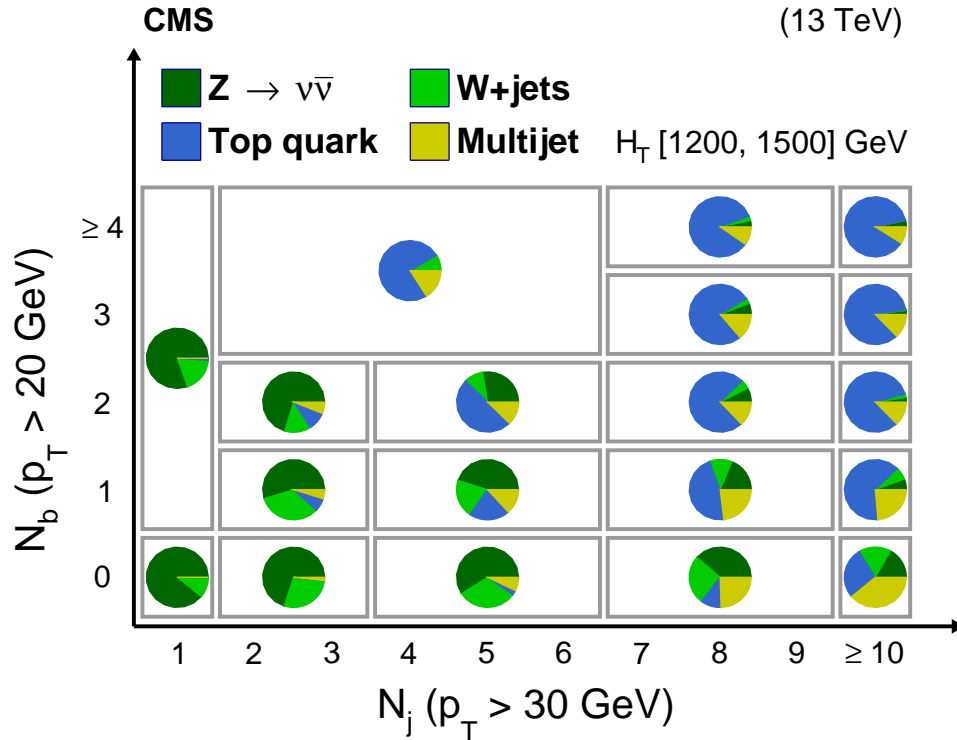 CMS (13 TeV)
Z → νν̅ W+jets
Top quark Multijet H_T [1200, 1500] GeV
≥ 4
3
2
1
0
N_b (p_T > 20 GeV)
1 2 3 4 5 6 7 8 9 ≥ 10
N_j (p_T > 30 GeV)